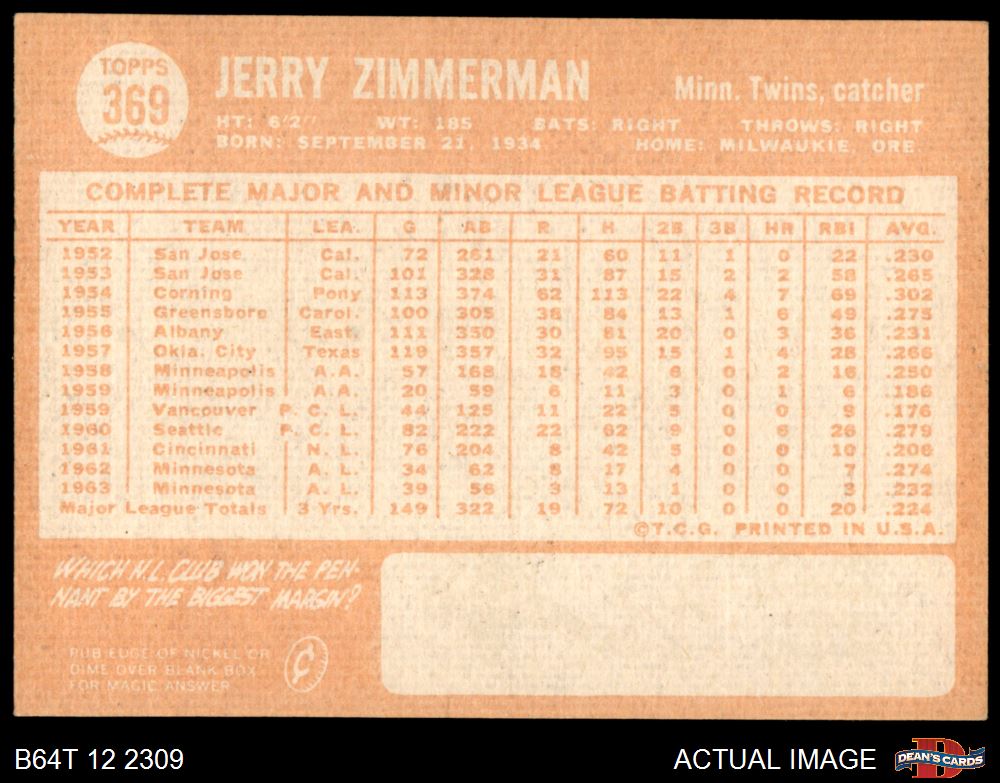 TOPPS
369
JERRY ZIMMERMAN
Minn. Twins, catcher
HT: 6'2" WT: 185 BATS: RIGHT THROWS: RIGHT
BORN: SEPTEMBER 21, 1934 HOME: MILWAUKIE, ORE.
COMPLETE MAJOR AND MINOR LEAGUE BATTING RECORD
YEAR TEAM LEA. G AB R H 2B 3B HR RBI AVG.
1952 San Jose Cal. 72 261 21 60 11 1 0 22 .230
1953 San Jose Cal. 101 328 31 87 15 2 2 58 .265
1954 Corning Pony 113 374 62 113 22 4 7 69 .302
1955 Greensboro Carol. 100 305 38 84 13 1 6 49 .275
1956 Albany East. 111 350 30 81 20 0 3 36 .231
1957 Okla. City Texas 119 357 32 95 15 1 4 28 .266
1958 Minneapolis A.A. 57 168 18 42 6 0 2 16 .250
1959 Minneapolis A.A. 20 59 6 11 3 0 1 6 .186
1959 Vancouver P. C. L. 44 125 11 22 5 0 0 9 .176
1960 Seattle P. C. L. 82 222 22 62 9 0 6 26 .279
1961 Cincinnati N. L. 76 204 8 42 5 0 0 10 .206
1962 Minnesota A. L. 34 62 8 17 4 0 0 7 .274
1963 Minnesota A. L. 39 56 3 13 1 0 0 3 .232
Major League Totals 3 Yrs. 149 322 19 72 10 0 0 20 .224
©T.C.G. PRINTED IN U.S.A.
WHICH N.L. CLUB WON THE PEN-
NANT BY THE BIGGEST MARGIN?
RUB EDGE OF NICKEL OR
DIME OVER BLANK BOX
FOR MAGIC ANSWER
¢
B64T 12 2309
ACTUAL IMAGE
D
DEAN'S CARDS